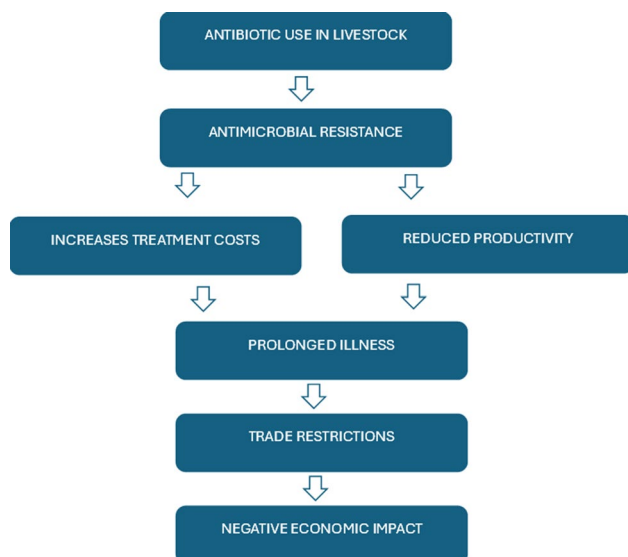 ANTIBIOTIC USE IN LIVESTOCK
ANTIMICROBIAL RESISTANCE
INCREASES TREATMENT COSTS
REDUCED PRODUCTIVITY
PROLONGED ILLNESS
TRADE RESTRICTIONS
NEGATIVE ECONOMIC IMPACT